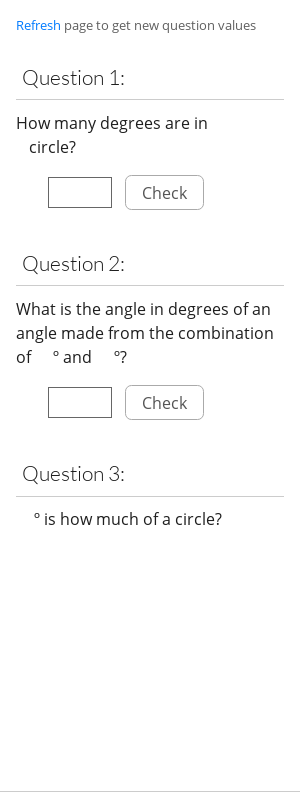 Refresh page to get new question values
Question 1:
How many degrees are in
circle?
Check
Question 2:
What is the angle in degrees of an
angle made from the combination
of º and º?
Check
Question 3:
º is how much of a circle?